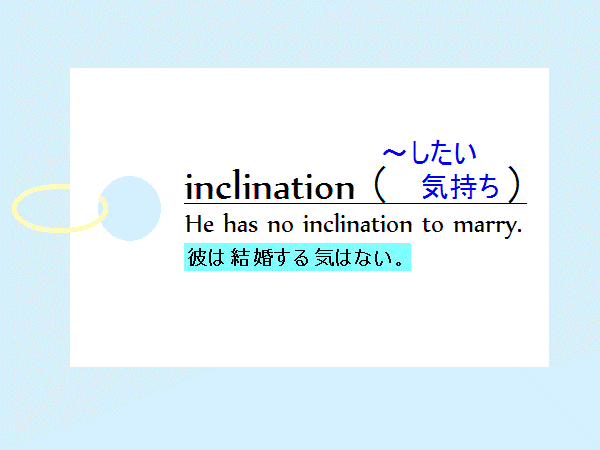 ～したい
inclination (気持ち)
He has no inclination to marry.
彼は結婚する気はない。